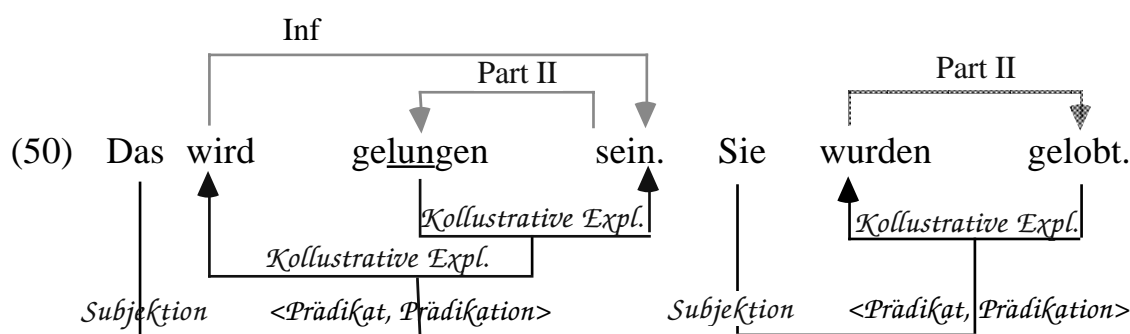 Inf
Part II Part II
(50) Das wird gelungen sein. Sie wurden gelobt.
Kollustrative Expl. Kollustrative Expl.
Kollustrative Expl.
Subjektion <Prädikat, Prädikation> Subjektion <Prädikat, Prädikation>